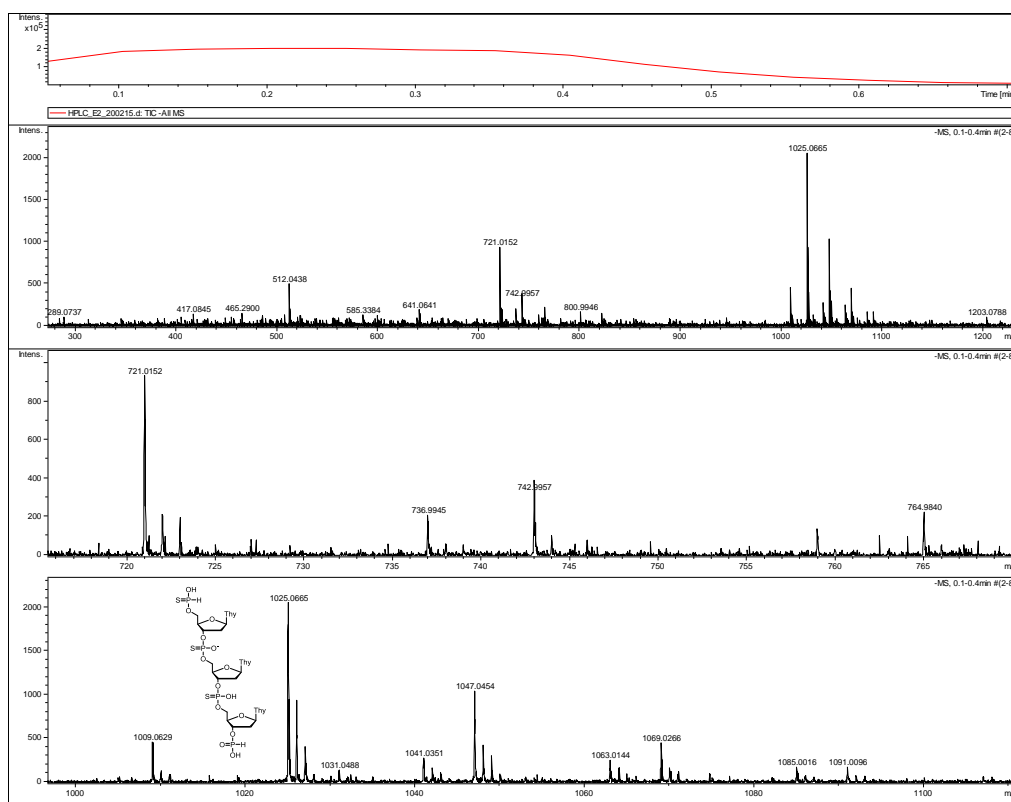 Intens.
x10⁵
2
1
0.1 0.2 0.3 0.4 0.5 0.6 Time [min
HPLC_E2_200215.d: TIC -All MS
Intens. -MS, 0.1-0.4min #(2-8
2000
1500
1000
500
0
1025.0665
721.0152
512.0438
742.9957
289.0737 417.0845 465.2900 585.3384 641.0641 800.9946 1203.0788
300 400 500 600 700 800 900 1000 1100 1200
Intens. -MS, 0.1-0.4min #(2-8
800
600
400
200
0
721.0152
736.9945 742.9957 764.9840
720 725 730 735 740 745 750 755 760 765
Intens. -MS, 0.1-0.4min #(2-8
2000
1500
1000
500
0
OH
S=P-H
O
O Thy
O
S=P-O-
O
O Thy
O
S=P-OH
O
O Thy
O
O=P-H
OH
1025.0665
1009.0629 1031.0488 1041.0351 1047.0454 1063.0144 1069.0266 1085.0016 1091.0096
1000 1020 1040 1060 1080 1100